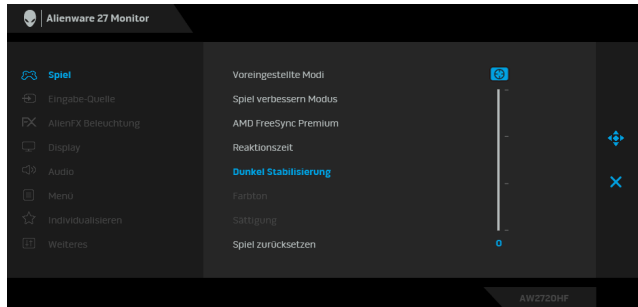 Alienware 27 Monitor
Spiel
Eingabe-Quelle
AlienFX Beleuchtung
Display
Audio
Menü
Individualisieren
Weiteres
Voreingestellte Modi
Spiel verbessern Modus
AMD FreeSync Premium
Reaktionszeit
Dunkel Stabilisierung
Farbton
Sättigung
Spiel zurücksetzen
0
AW2720HF